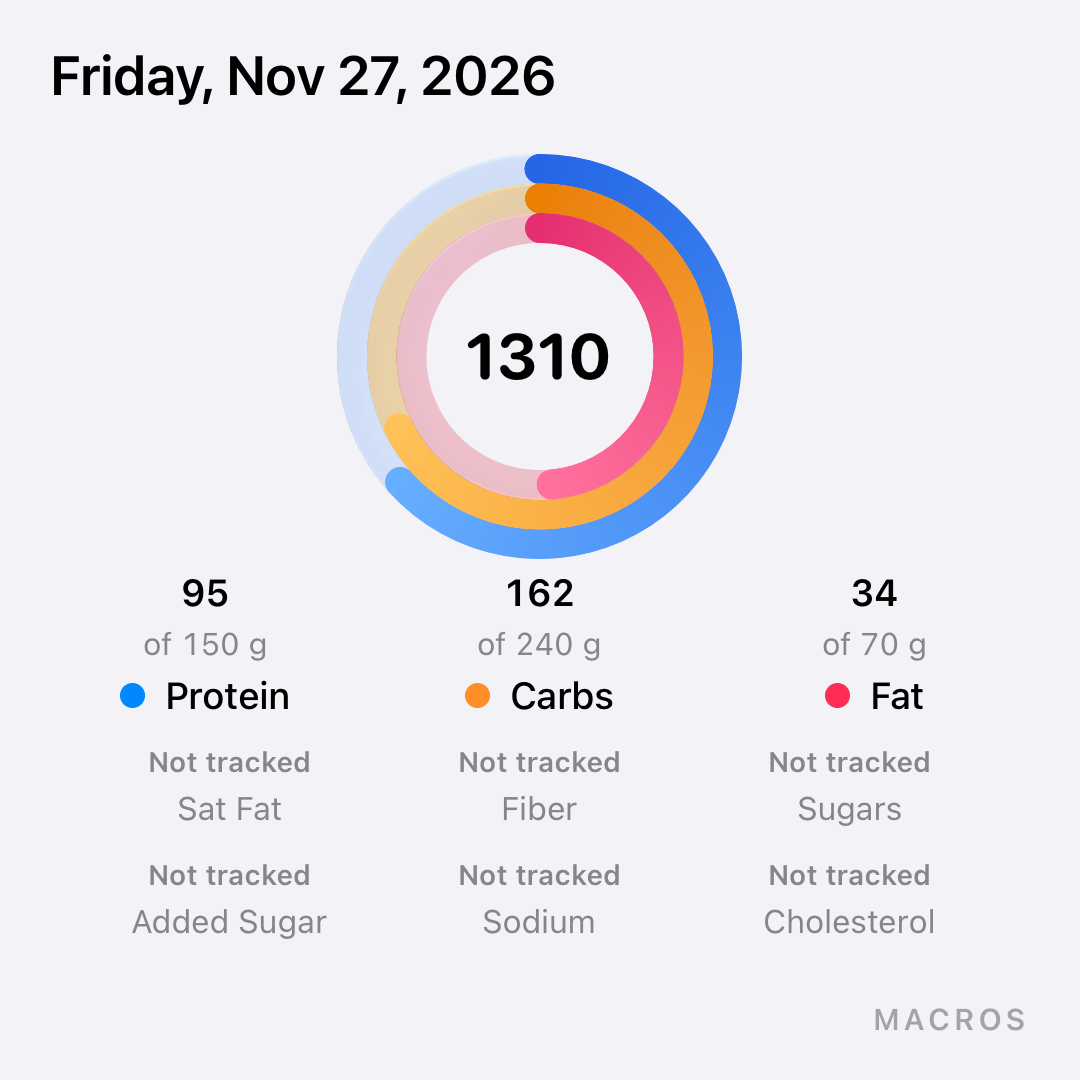 Friday, Nov 27, 2026
1310
95 162 34
of 150 g of 240 g of 70 g
Protein Carbs Fat
Not tracked Not tracked Not tracked
Sat Fat Fiber Sugars
Not tracked Not tracked Not tracked
Added Sugar Sodium Cholesterol
MACROS